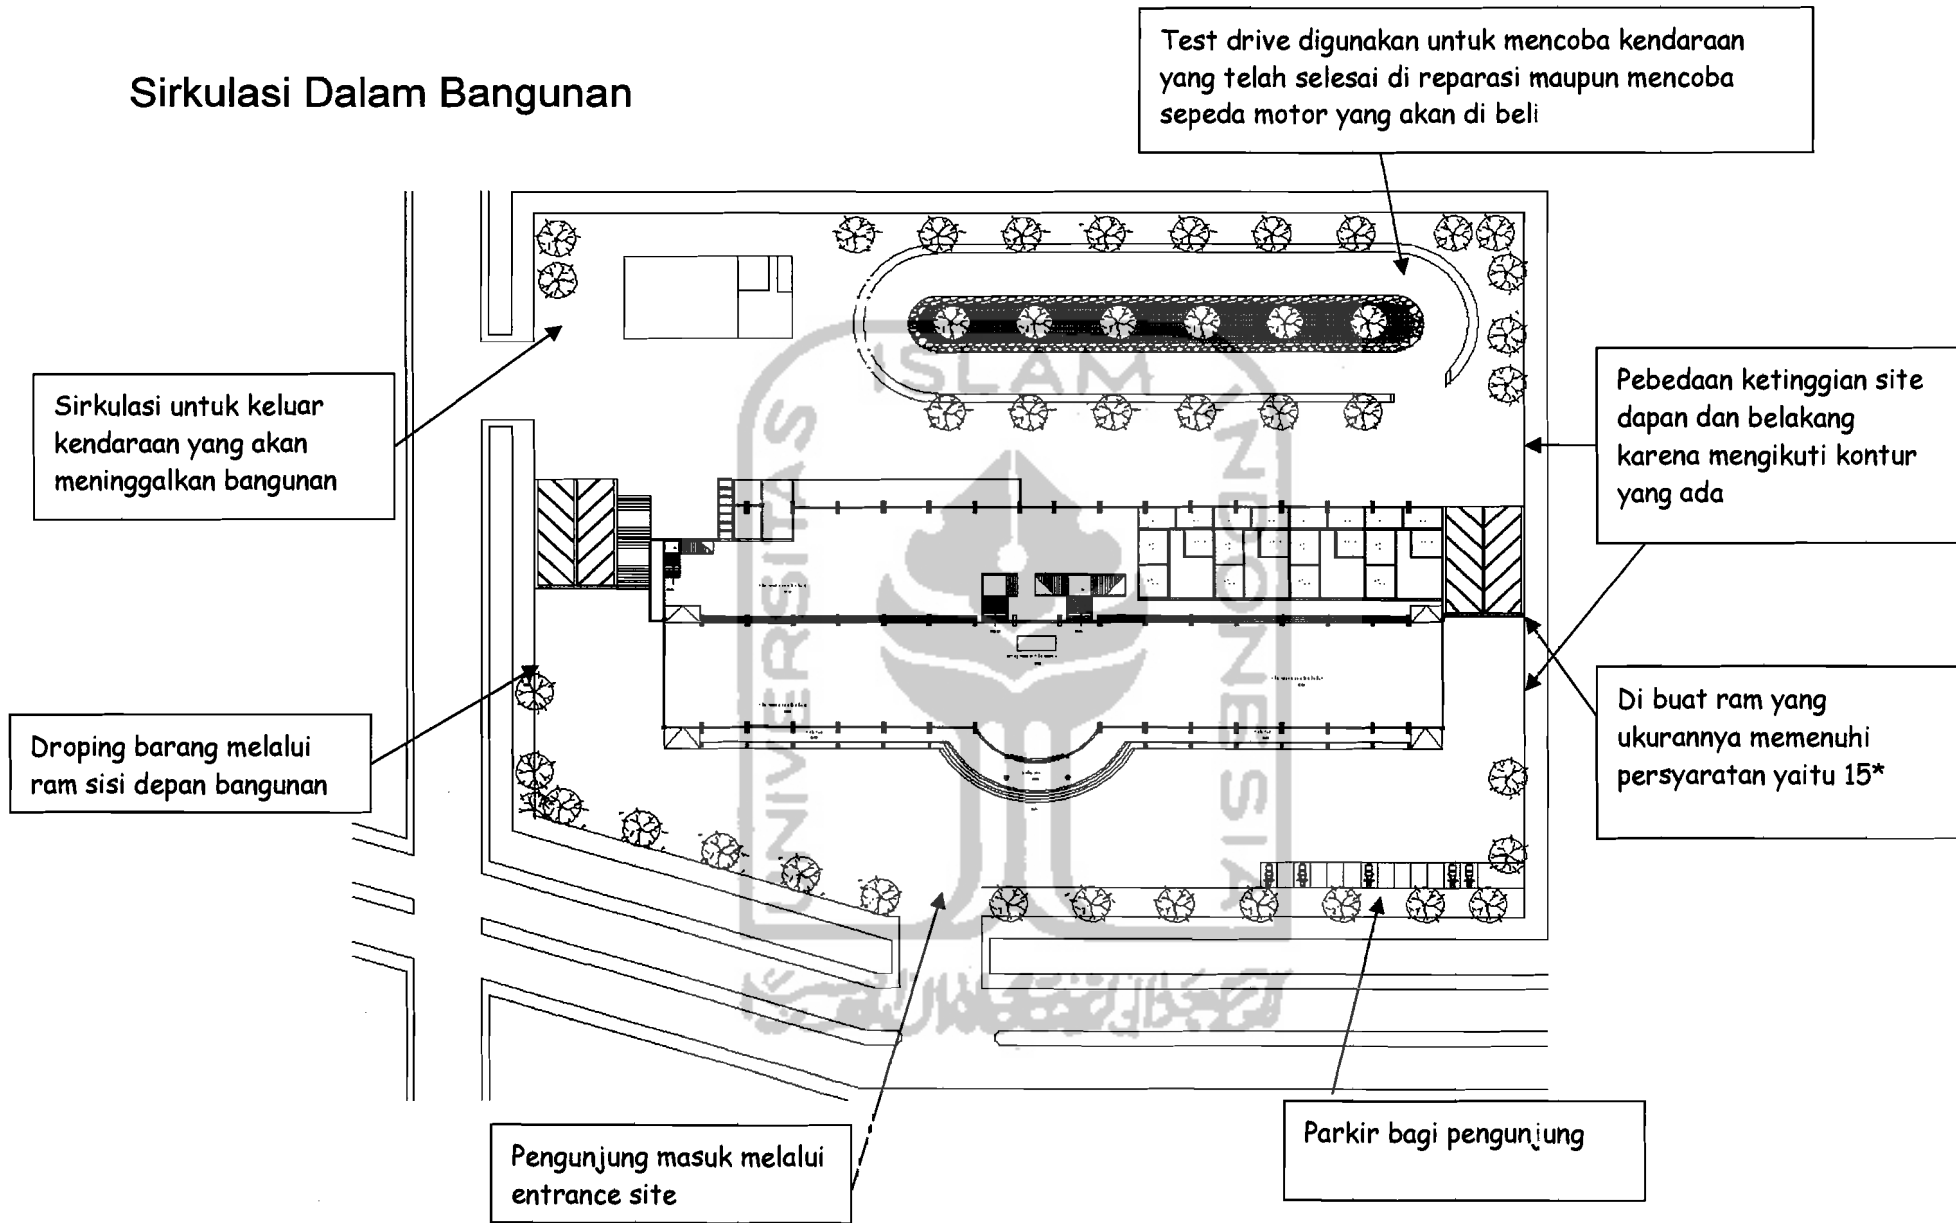 Sirkulasi Dalam Bangunan
Test drive digunakan untuk mencoba kendaraan
yang telah selesai di reparasi maupun mencoba
sepeda motor yang akan di beli
Sirkulasi untuk keluar
kendaraan yang akan
meninggalkan bangunan
Pebedaan ketinggian site
dapan dan belakang
karena mengikuti kontur
yang ada
Droping barang melalui
ram sisi depan bangunan
Di buat ram yang
ukurannya memenuhi
persyaratan yaitu 15*
Pengunjung masuk melalui
entrance site
Parkir bagi pengunjung
UNIVERSITAS
ISLAM
INDONESIA